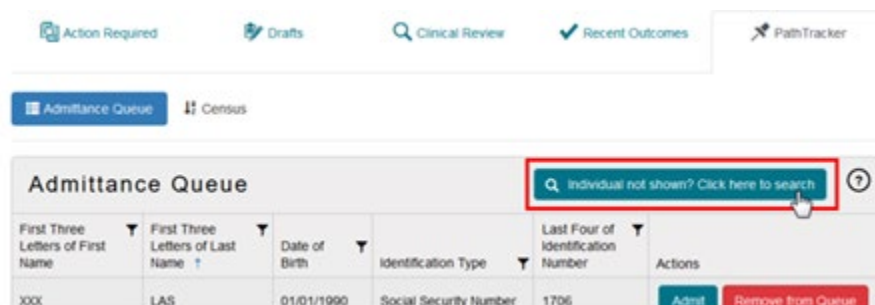 Action Required Drafts Clinical Review Recent Outcomes PathTracker
Admittance Queue Census
Admittance Queue Individual not shown? Click here to search
First Three Letters of First Name First Three Letters of Last Name ↑ Date of Birth Identification Type Last Four of Identification Number Actions
XXX LAS 01/01/1990 Social Security Number 1706 Admit Remove from Queue